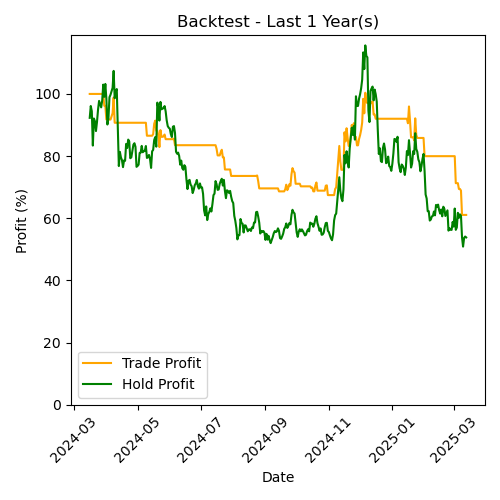 Backtest - Last 1 Year(s)
Profit (%)
100
80
60
40
20
0
Trade Profit
Hold Profit
2024-03
2024-05
2024-07
2024-09
2024-11
2025-01
2025-03
Date